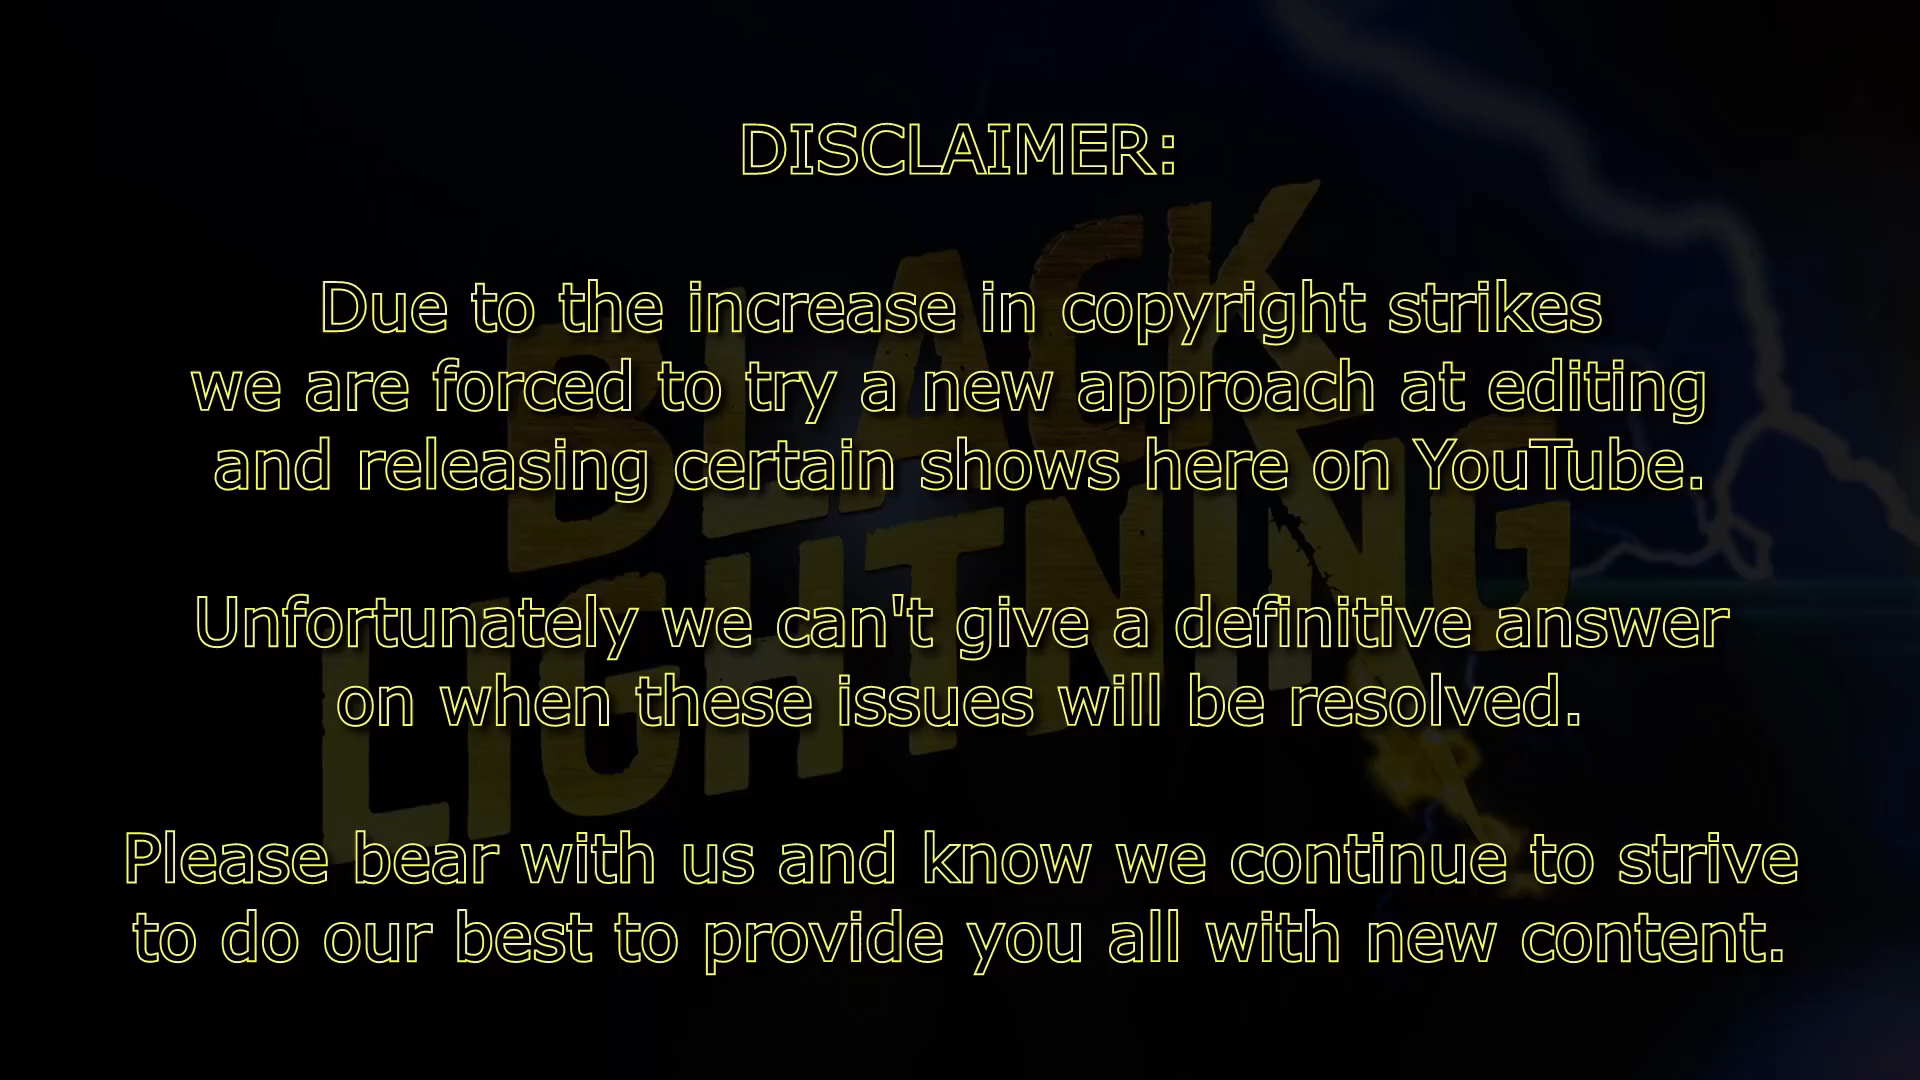 DISCLAIMER:
Due to the increase in copyright strikes
we are forced to try a new approach at editing
and releasing certain shows here on YouTube.
Unfortunately we can't give a definitive answer
on when these issues will be resolved.
Please bear with us and know we continue to strive
to do our best to provide you all with new content.
BLACK
LIGHTNING